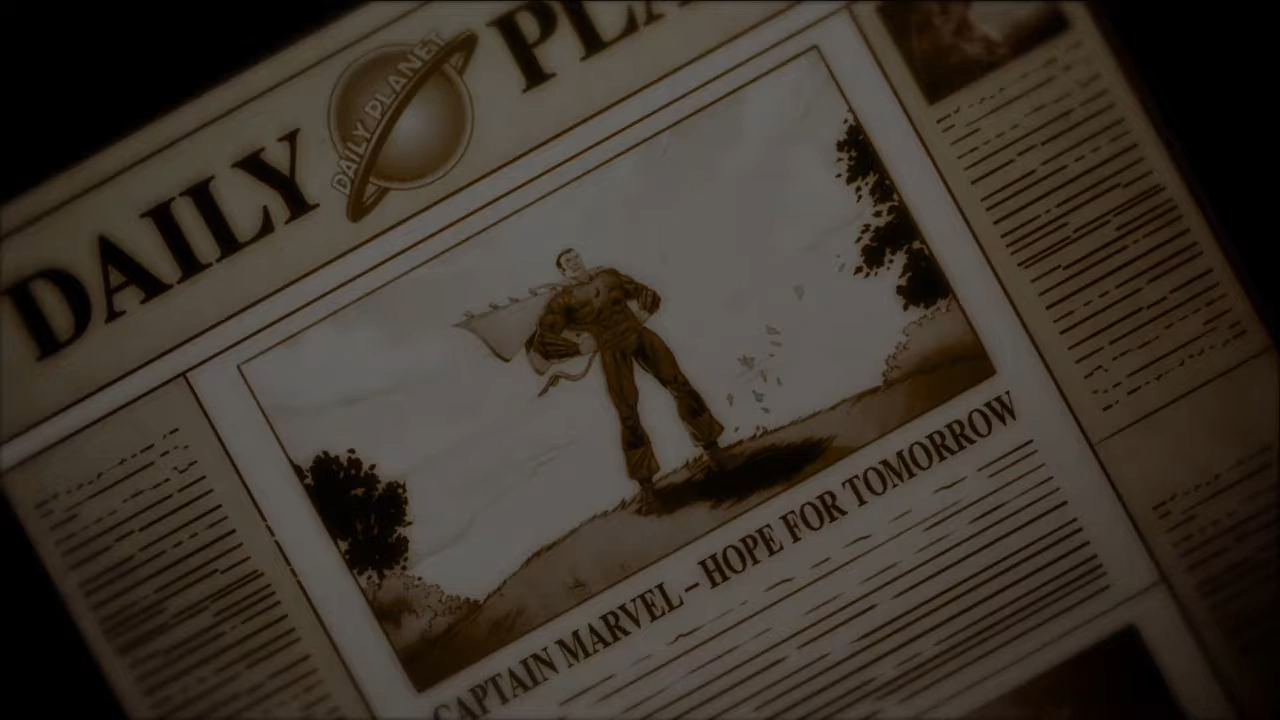 DAILY PLA
DAILY PLANET
CAPTAIN MARVEL – HOPE FOR TOMORROW